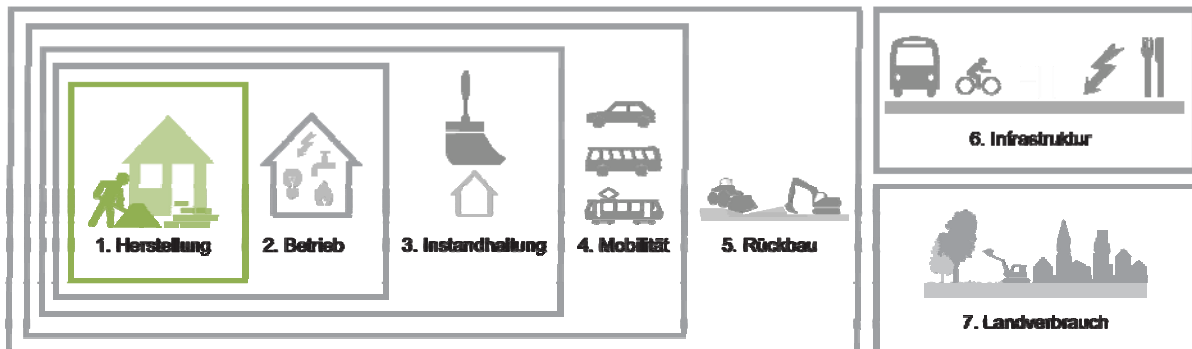 1. Herstellung
2. Betrieb
3. Instandhaltung
4. Mobilität
5. Rückbau
6. Infrastruktur
7. Landverbrauch